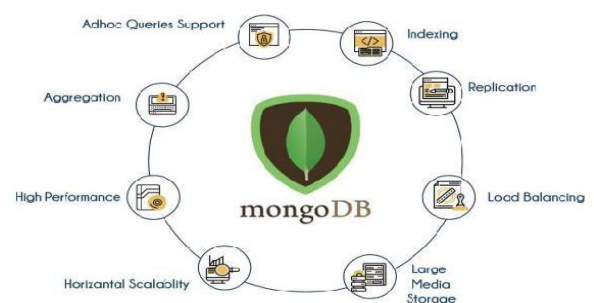 Adhoc Queries Support
Indexing
Aggregation
Replication
High Performance
mongoDB
Load Balancing
Horizantal Scalablity
Large
Media
Storage